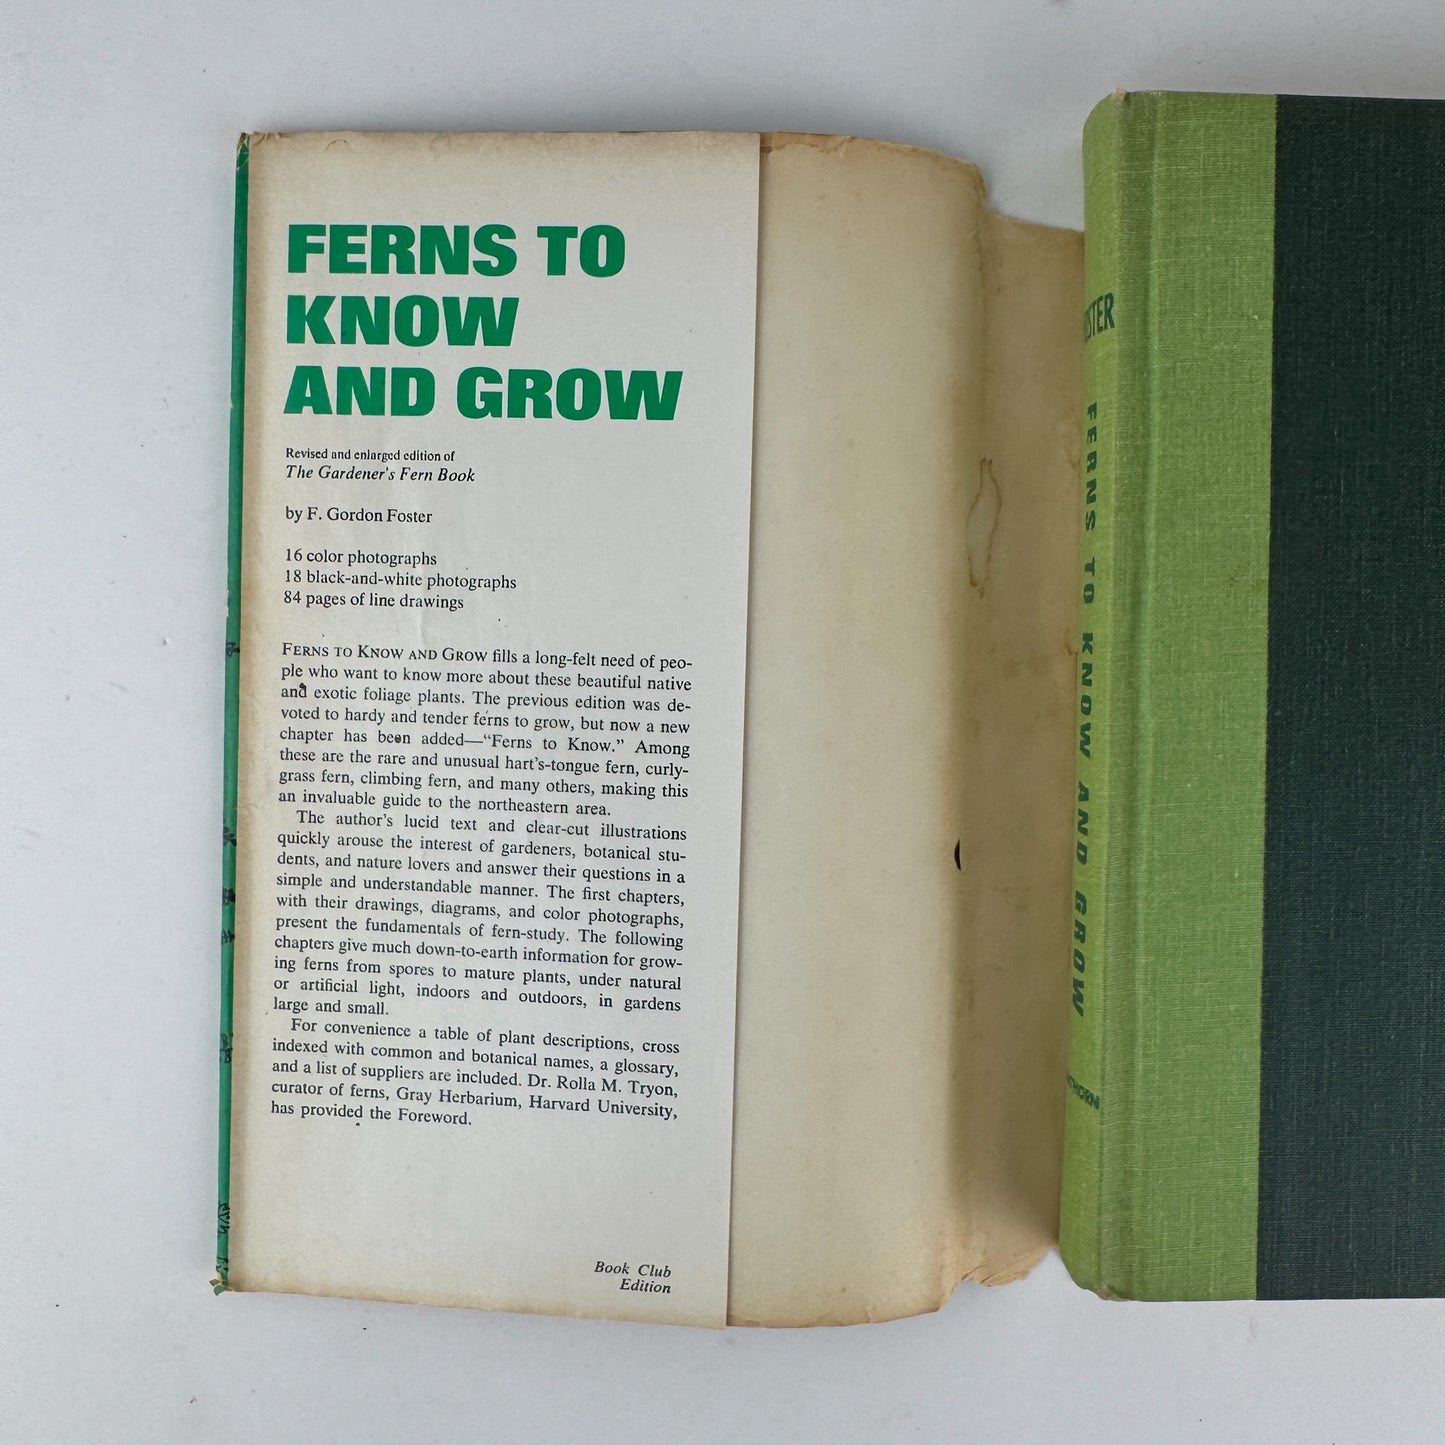 FERNS TO
KNOW
AND GROW
Revised and enlarged edition of
The Gardener's Fern Book
by F. Gordon Foster
16 color photographs
18 black-and-white photographs
84 pages of line drawings
FERNS TO KNOW AND GROW fills a long-felt need of peo-
ple who want to know more about these beautiful native
and exotic foliage plants. The previous edition was de-
voted to hardy and tender ferns to grow, but now a new
chapter has been added—“Ferns to Know.” Among
these are the rare and unusual hart's-tongue fern, curly-
grass fern, climbing fern, and many others, making this
an invaluable guide to the northeastern area.
The author's lucid text and clear-cut illustrations
quickly arouse the interest of gardeners, botanical stu-
dents, and nature lovers and answer their questions in a
simple and understandable manner. The first chapters,
with their drawings, diagrams, and color photographs,
present the fundamentals of fern-study. The following
chapters give much down-to-earth information for grow-
ing ferns from spores to mature plants, under natural
or artificial light, indoors and outdoors, in gardens
large and small.
For convenience a table of plant descriptions, cross
indexed with common and botanical names, a glossary,
and a list of suppliers are included. Dr. Rolla M. Tryon,
curator of ferns, Gray Herbarium, Harvard University,
has provided the Foreword.
Book Club
Edition
FERNS TO KNOW AND GROW